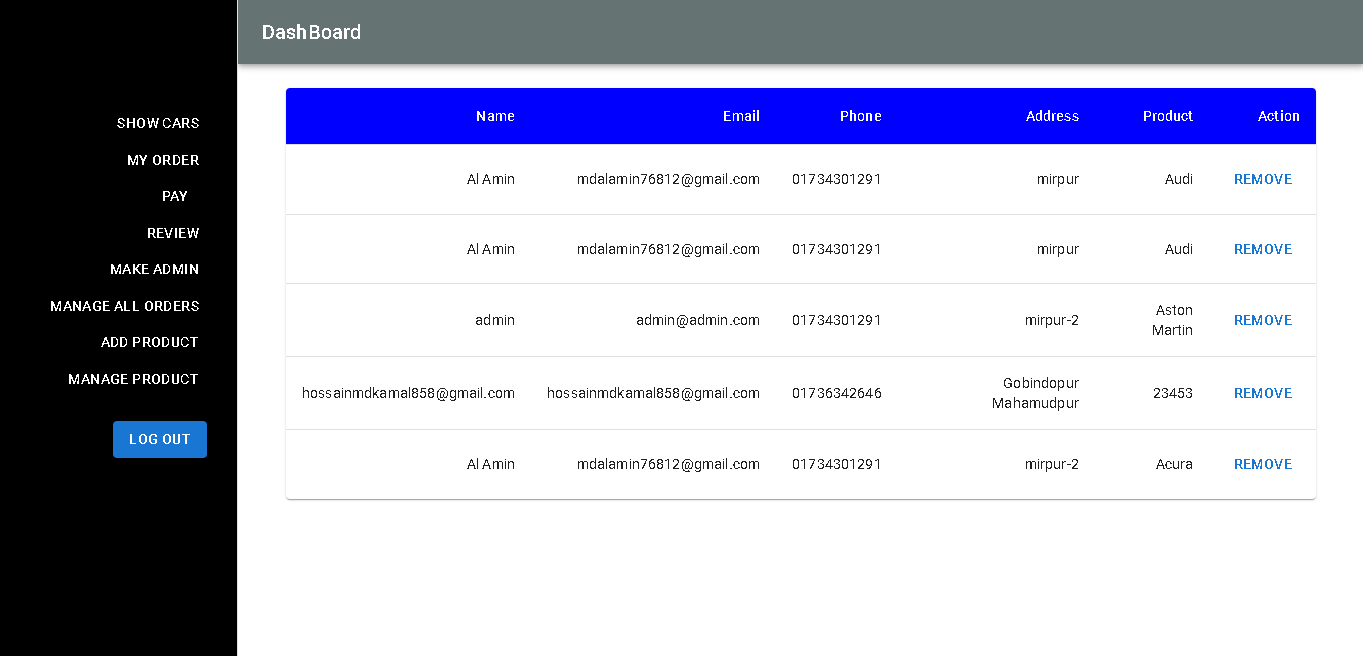 DashBoard
SHOW CARS
MY ORDER
PAY
REVIEW
MAKE ADMIN
MANAGE ALL ORDERS
ADD PRODUCT
MANAGE PRODUCT
LOG OUT
Name Email Phone Address Product Action
Al Amin mdalamin76812@gmail.com 01734301291 mirpur Audi REMOVE
Al Amin mdalamin76812@gmail.com 01734301291 mirpur Audi REMOVE
admin admin@admin.com 01734301291 mirpur-2 Aston Martin REMOVE
hossainmdkamal858@gmail.com hossainmdkamal858@gmail.com 01736342646 Gobindopur Mahamudpur 23453 REMOVE
Al Amin mdalamin76812@gmail.com 01734301291 mirpur-2 Acura REMOVE